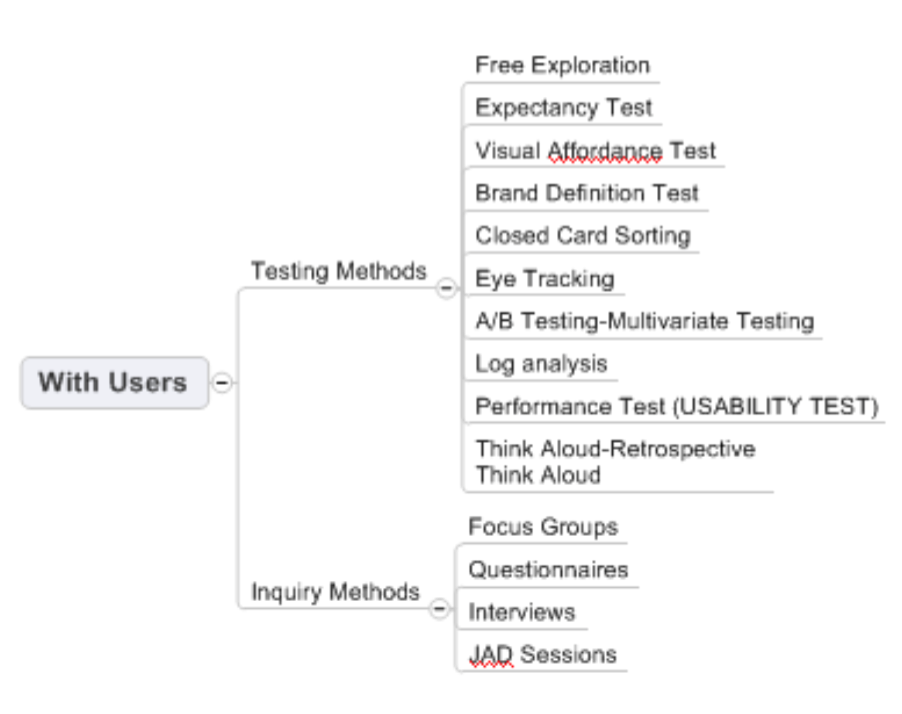 Free Exploration
Expectancy Test
Visual Affordance Test
Brand Definition Test
Closed Card Sorting
Testing Methods
Eye Tracking
A/B Testing-Multivariate Testing
Log analysis
With Users
Performance Test (USABILITY TEST)
Think Aloud-Retrospective
Think Aloud
Focus Groups
Questionnaires
Inquiry Methods
Interviews
JAD Sessions